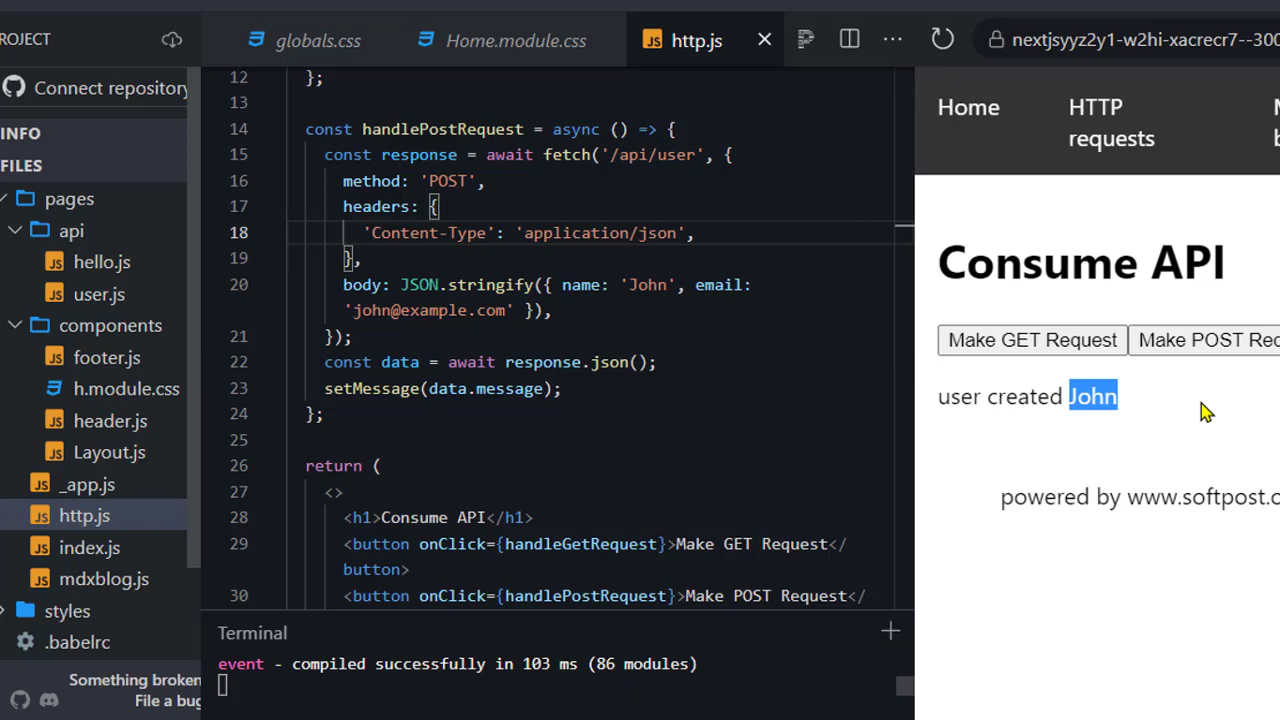 ROJECT
Connect repository
INFO
FILES
pages
api
hello.js
user.js
components
footer.js
h.module.css
header.js
Layout.js
_app.js
http.js
index.js
mdxblog.js
styles
.babelrc
Something broken
File a bug
globals.css
Home.module.css
http.js
12 };
13
14 const handlePostRequest = async () => {
15 const response = await fetch('/api/user', {
16 method: 'POST',
17 headers: {
18 'Content-Type': 'application/json',
19 },
20 body: JSON.stringify({ name: 'John', email:
'john@example.com' }),
21 });
22 const data = await response.json();
23 setMessage(data.message);
24 };
25
26 return (
27 <>
28 <h1>Consume API</h1>
29 <button onClick={handleGetRequest}>Make GET Request</
button>
30 <button onClick={handlePostRequest}>Make POST Request</
Terminal
event - compiled successfully in 103 ms (86 modules)
nextjsyyz2y1-w2hi-xacrecr7--300
Home
HTTP
requests
Consume API
Make GET Request
Make POST Req
user created John
powered by www.softpost.o